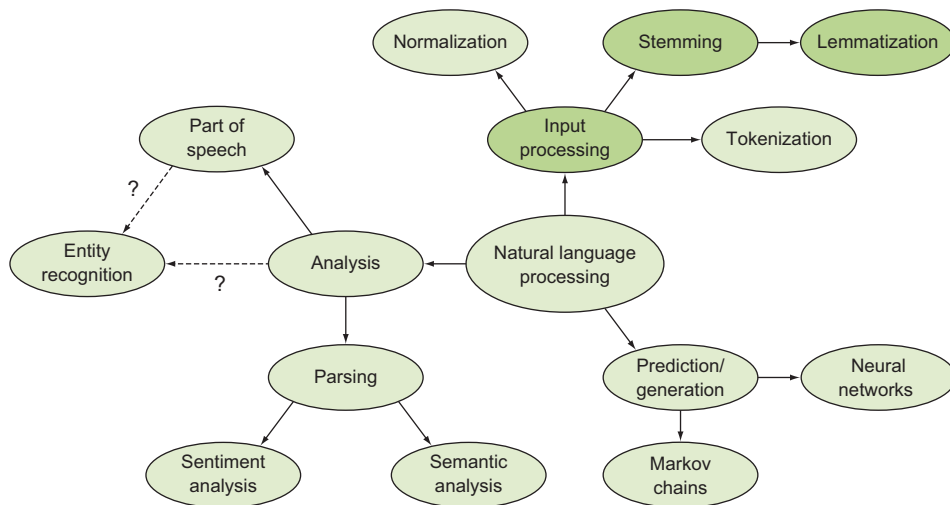 Normalization
Stemming
Lemmatization
Input
processing
Tokenization
Part of
speech
?
Entity
recognition
?
Analysis
Natural language
processing
Parsing
Prediction/
generation
Neural
networks
Sentiment
analysis
Semantic
analysis
Markov
chains